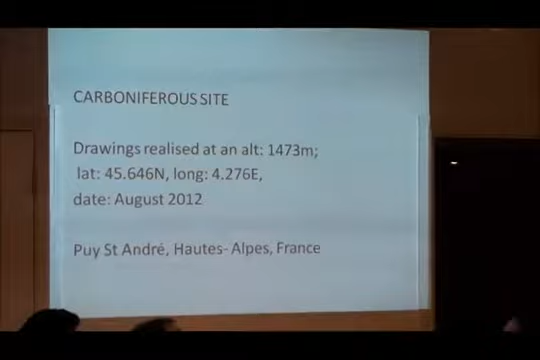 CARBONIFEROUS SITE
Drawings realised at an alt: 1473m;
lat: 45.646N, long: 4.276E,
date: August 2012
Puy St André, Hautes- Alpes, France